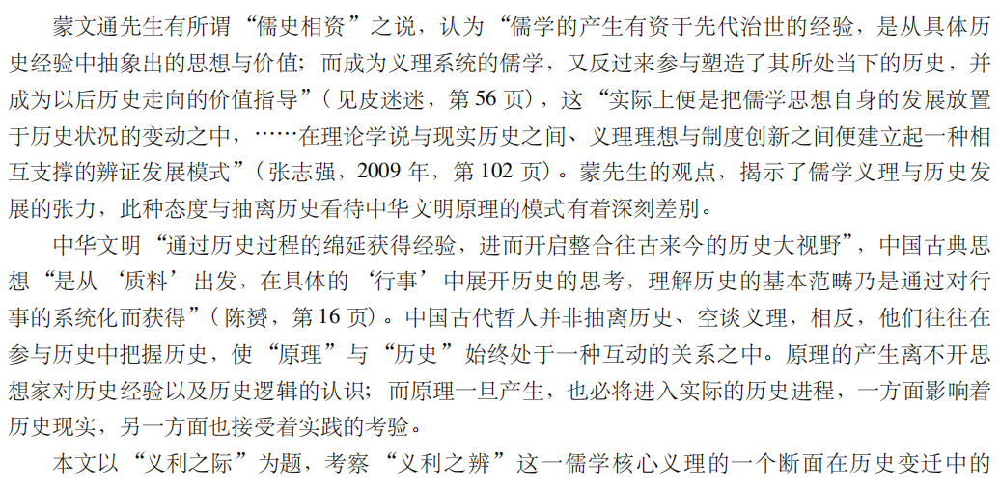 蒙文通先生有所谓“儒史相资”之说，认为“儒学的产生有资于先代治世的经验，是从具体历
史经验中抽象出的思想与价值；而成为义理系统的儒学，又反过来参与塑造了其所处当下的历史，并
成为以后历史走向的价值指导”（见皮迷迷，第 56 页），这“实际上便是把儒学思想自身的发展放置
于历史状况的变动之中，……在理论学说与现实历史之间、义理理想与制度创新之间便建立起一种相
互支撑的辨证发展模式”（张志强，2009 年，第 102 页）。蒙先生的观点，揭示了儒学义理与历史发
展的张力，此种态度与抽离历史看待中华文明原理的模式有着深刻差别。
中华文明“通过历史过程的绵延获得经验，进而开启整合往古来今的历史大视野”，中国古典思
想“是从‘质料’出发，在具体的‘行事’中展开历史的思考，理解历史的基本范畴乃是通过对行
事的系统化而获得”（陈赟，第 16 页）。中国古代哲人并非抽离历史、空谈义理，相反，他们往往在
参与历史中把握历史，使“原理”与“历史”始终处于一种互动的关系之中。原理的产生离不开思
想家对历史经验以及历史逻辑的认识；而原理一旦产生，也必将进入实际的历史进程，一方面影响着
历史现实，另一方面也接受着实践的考验。
本文以“义利之际”为题，考察“义利之辨”这一儒学核心义理的一个断面在历史变迁中的